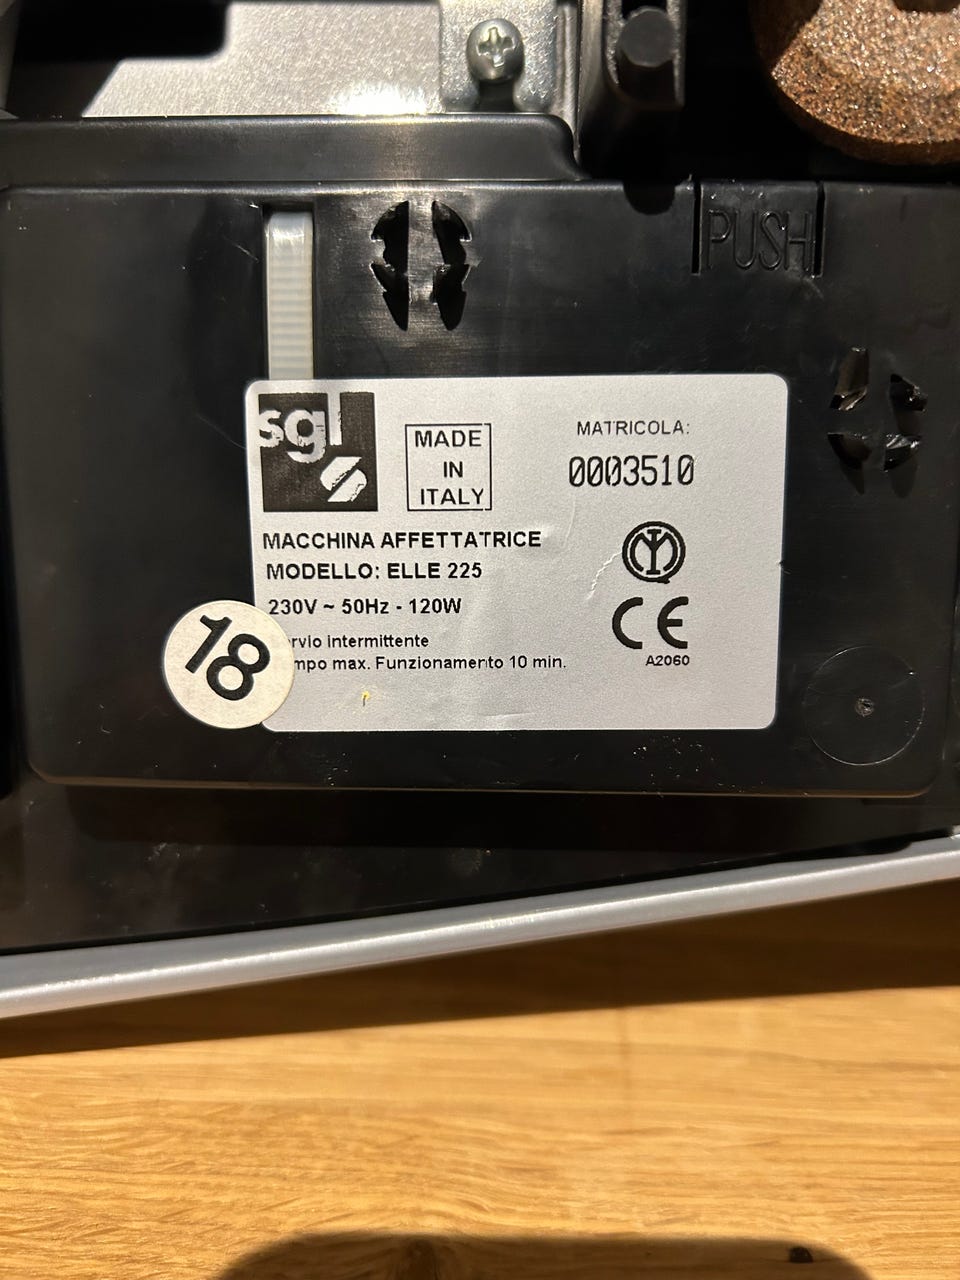 PUSH
sgl
MADE
IN
ITALY
MATRICOLA:
0003510
MACCHINA AFFETTATRICE
MODELLO: ELLE 225
230V ~ 50Hz - 120W
rvio intermittente
mpo max. Funzionamento 10 min.
CE
A2060
18